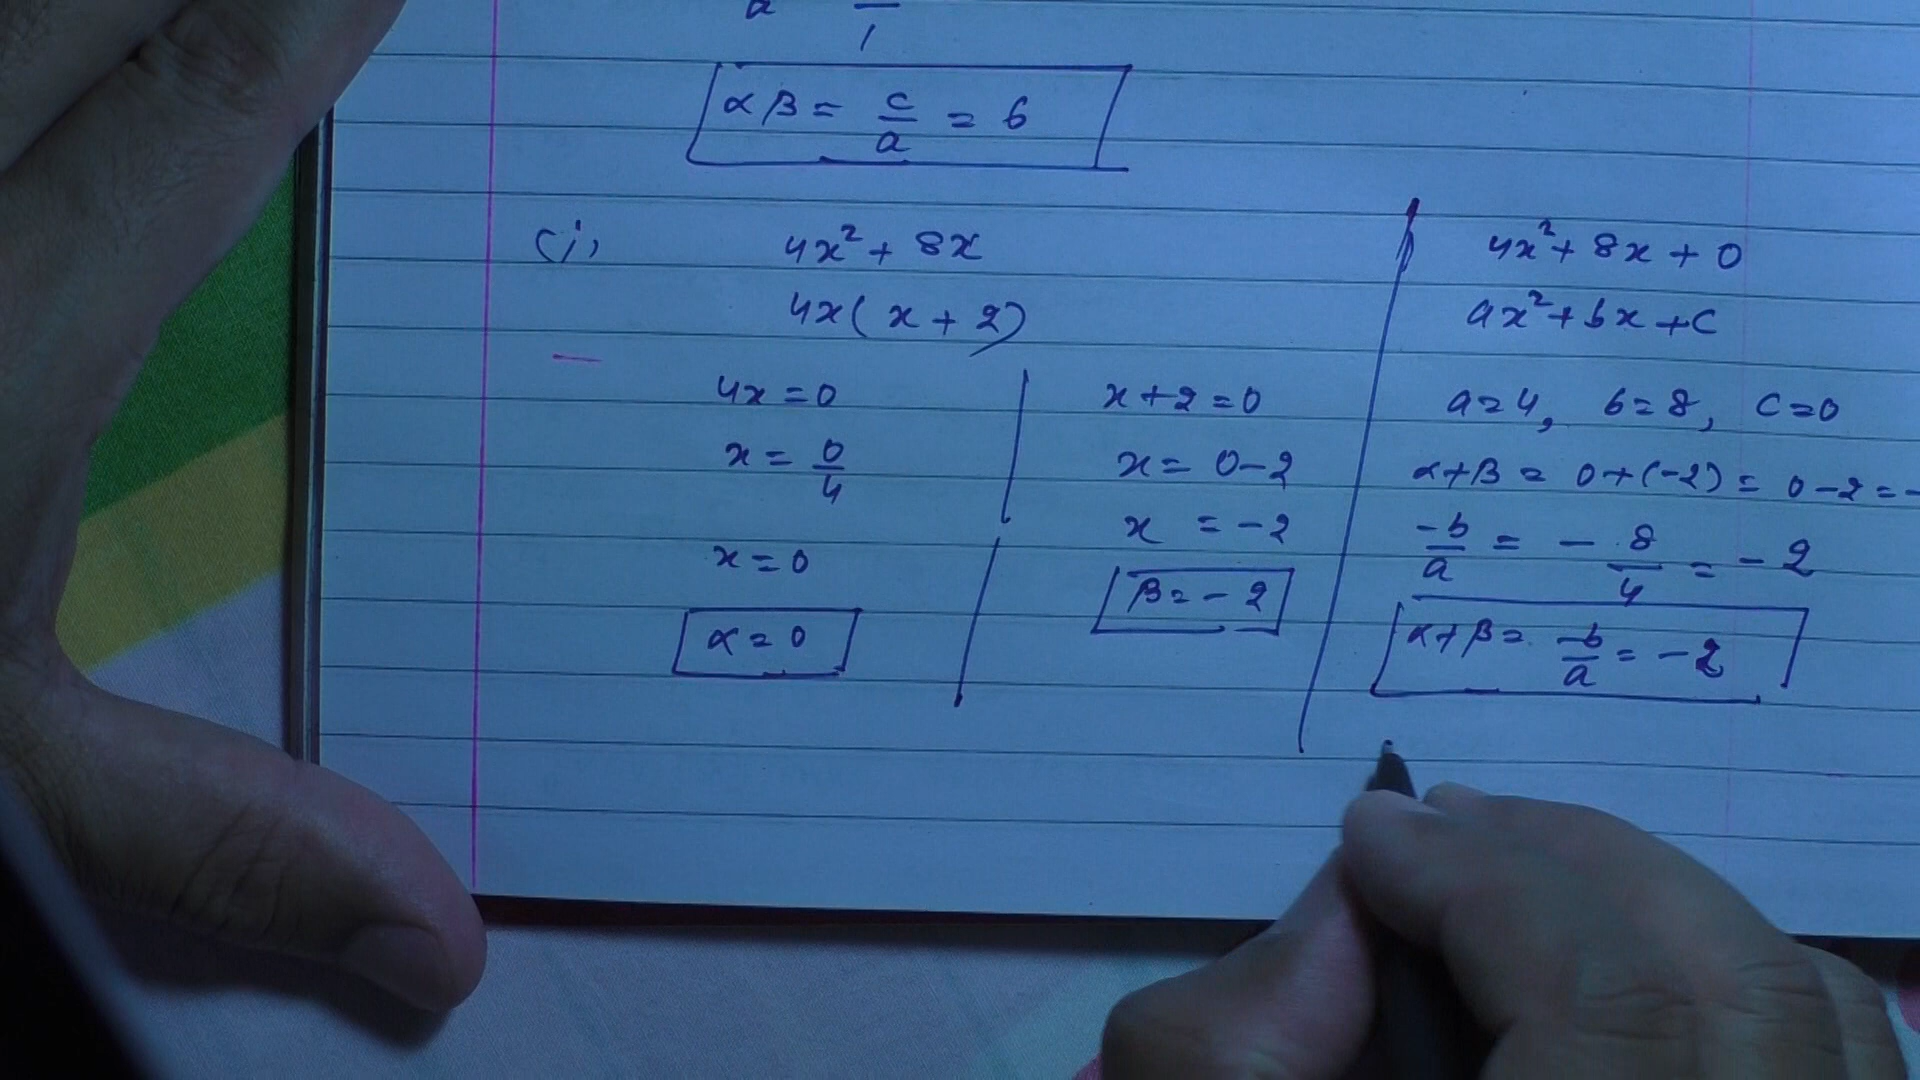 a 1
αβ = c/a = 6
(i)
4x² + 8x
4x(x + 2)
4x = 0
x = 0/4
x = 0
α = 0
x + 2 = 0
x = 0 - 2
x = -2
β = -2
4x² + 8x + 0
ax² + bx + c
a = 4, b = 8, c = 0
α + β = 0 + (-2) = 0 - 2 = -
-b/a = - 8/4 = -2
α + β = -b/a = -2